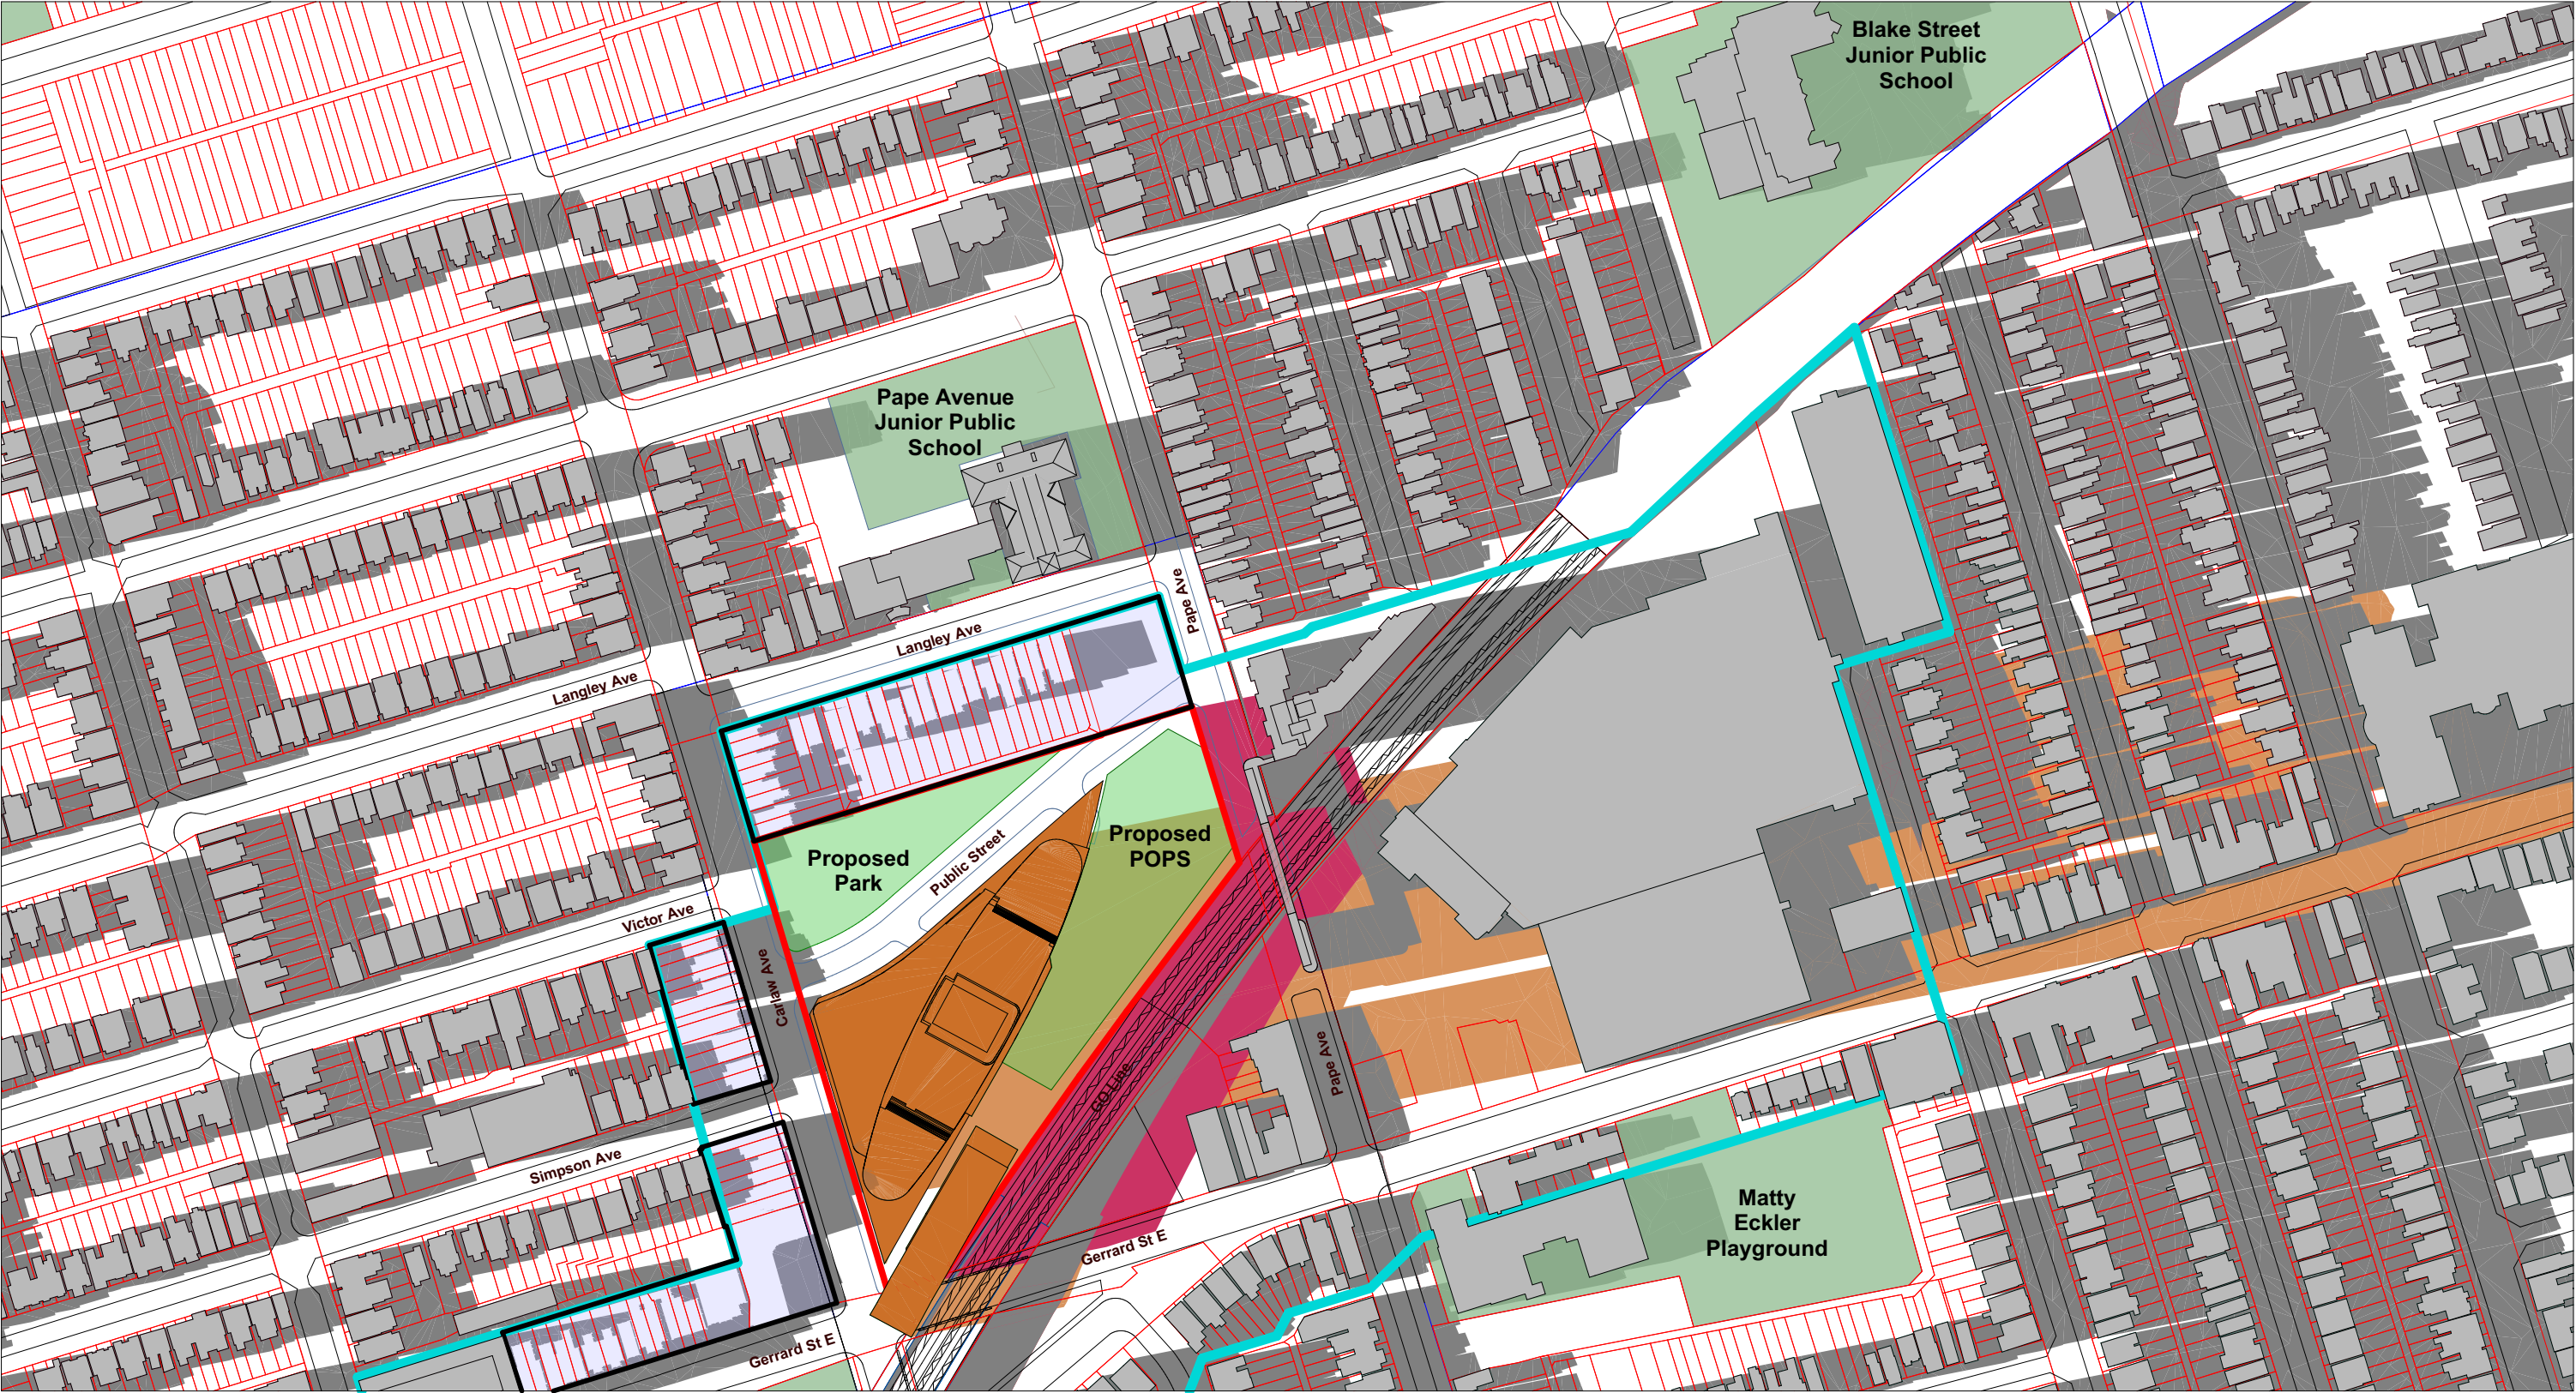 Blake Street
Junior Public
School
Pape Avenue
Junior Public
School
Pape Ave
Langley Ave
Langley Ave
Proposed
POPS
Proposed
Park
Public Street
Victor Ave
Carlaw Ave
Pape Ave
GO Line
Simpson Ave
Matty
Eckler
Playground
Gerrard St E
Gerrard St E